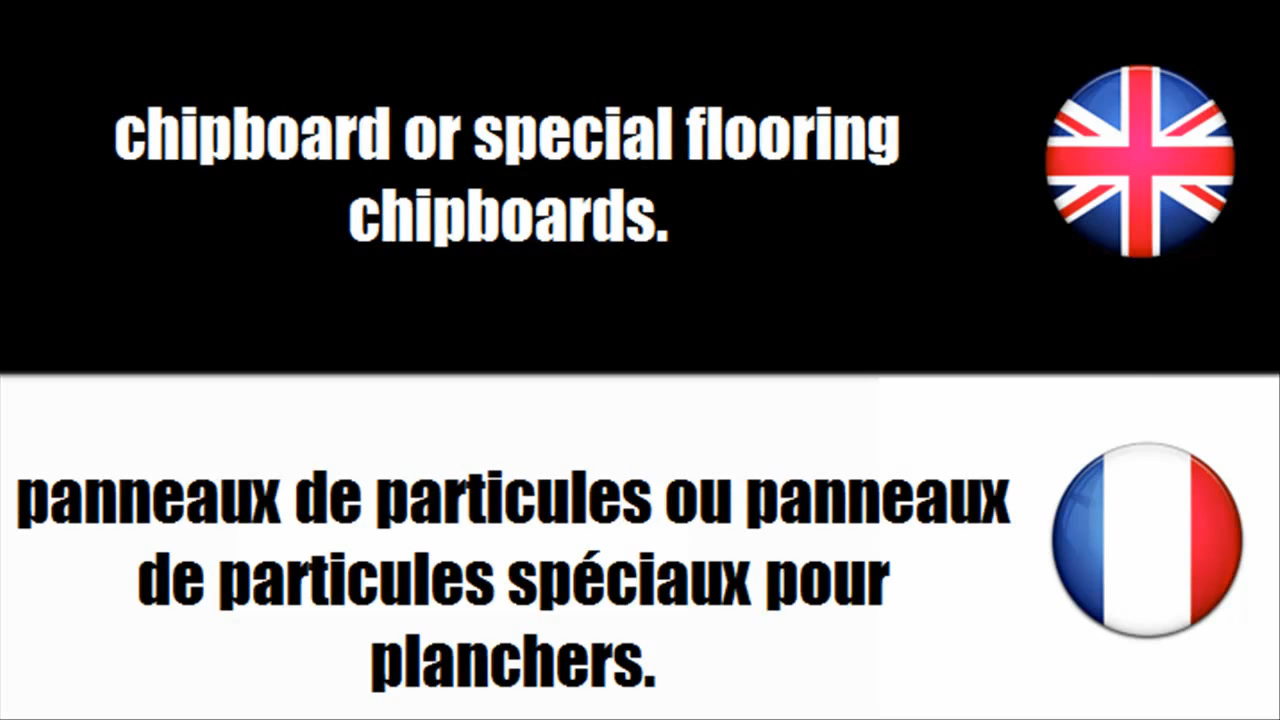 chipboard or special flooring
chipboards.
panneaux de particules ou panneaux
de particules spéciaux pour
planchers.